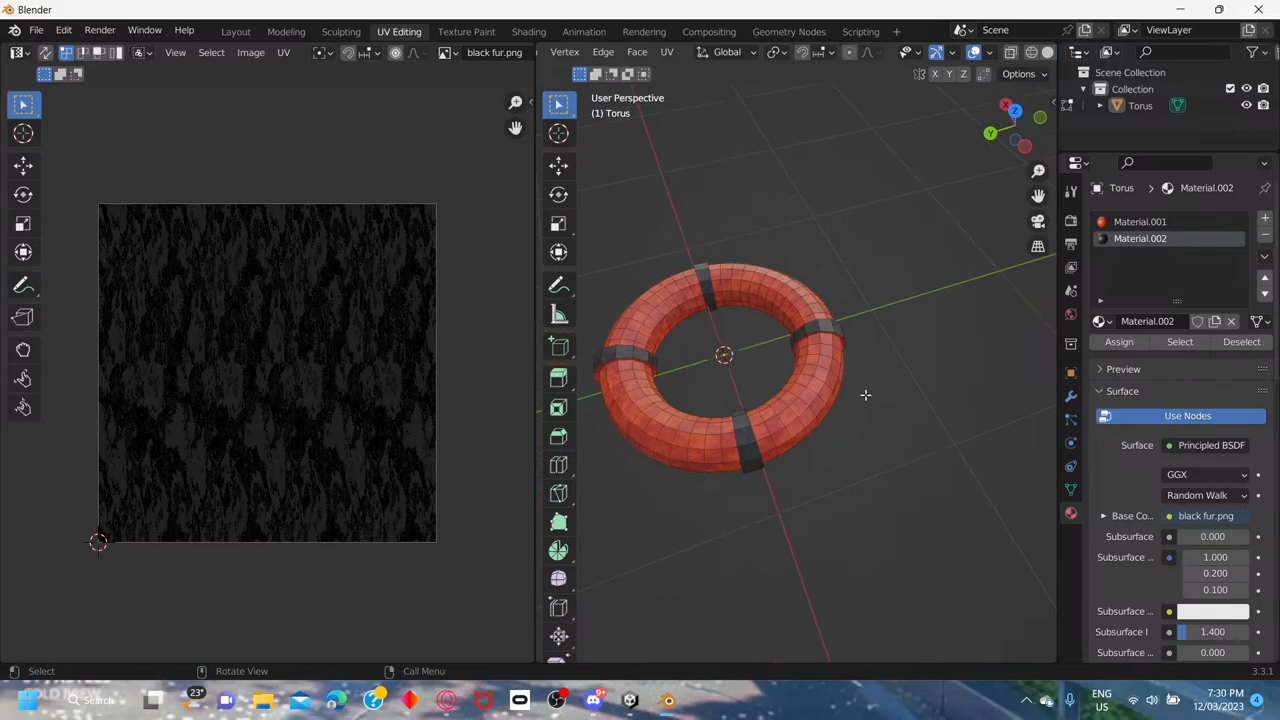 Blender
File Edit Render Window Help Layout Modeling Sculpting UV Editing Texture Paint Shading Animation Rendering Compositing Geometry Nodes Scripting + Scene ViewLayer
View Select Image UV black fur.png Vertex Edge Face UV Global
X Y Z Options
User Perspective
(1) Torus
X Y Z
Scene Collection
Collection
Torus
Torus Material.002
Material.001
Material.002
Material.002
Assign Select Deselect
Preview
Surface
Use Nodes
Surface Principled BSDF
GGX
Random Walk
Base Co... black fur.png
Subsurface 0.000
Subsurface ... 1.000
0.200
0.100
Subsurface ...
Subsurface I 1.400
Subsurface ... 0.000
Select Rotate View Call Menu 3.3.1
Search 23° 9+ ENG US 7:30 PM 12/03/2023 4